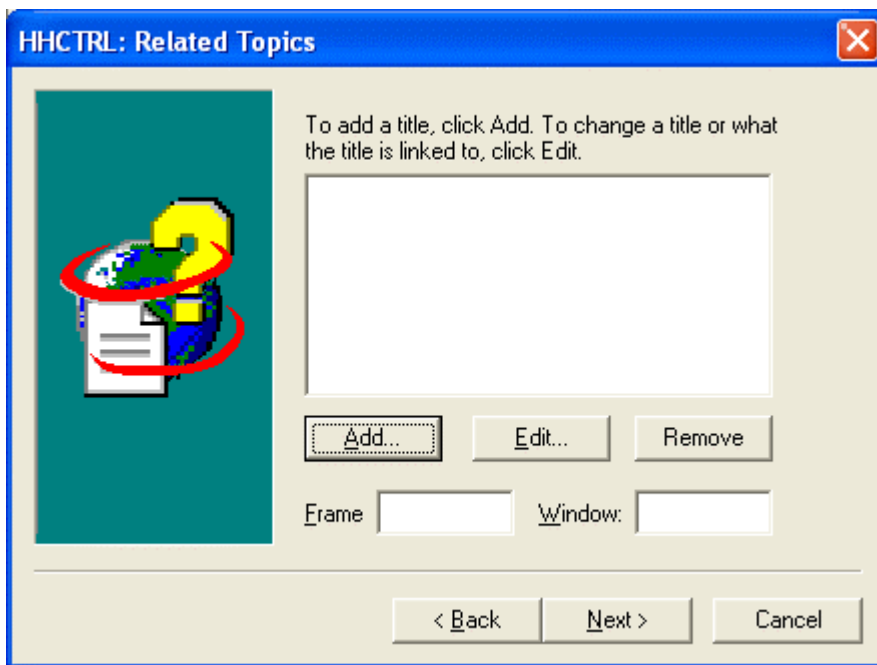 HHCTRL: Related Topics
To add a title, click Add. To change a title or what
the title is linked to, click Edit.
Add... Edit... Remove
Frame Window:
< Back Next > Cancel